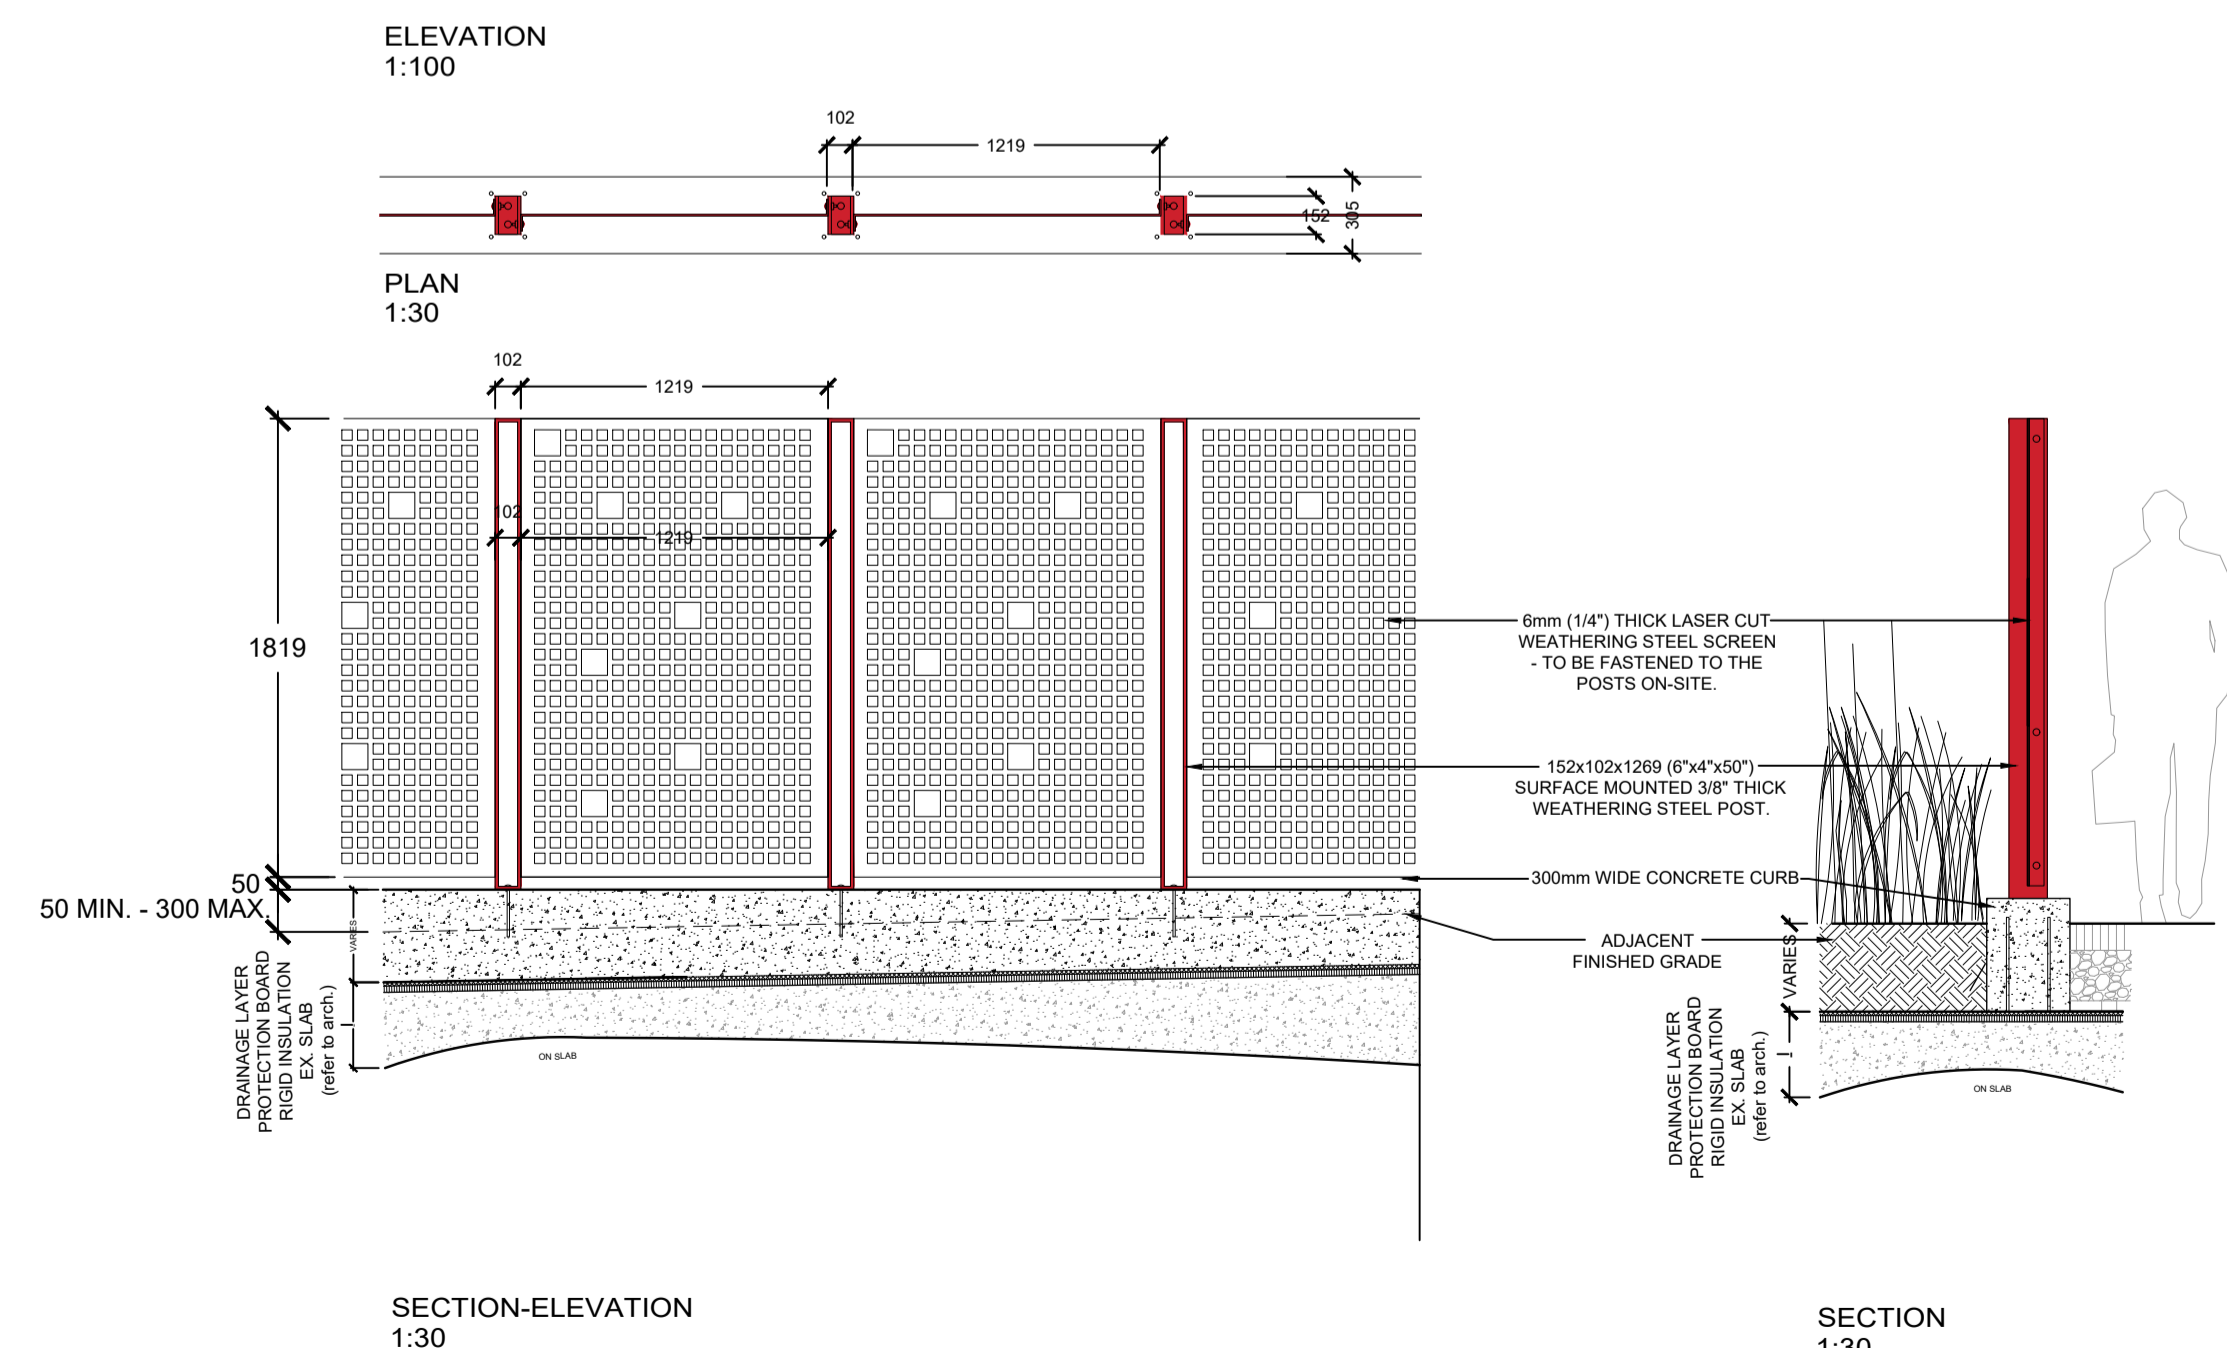 ELEVATION
1:100
102
1219
152
305
PLAN
1:30
102
1219
102
1219
1819
50
50 MIN. - 300 MAX.
VARIES
DRAINAGE LAYER
PROTECTION BOARD
RIGID INSULATION
EX. SLAB
(refer to arch.)
ON SLAB
6mm (1/4") THICK LASER CUT
WEATHERING STEEL SCREEN
- TO BE FASTENED TO THE
POSTS ON-SITE.
152x102x1269 (6"x4"x50")
SURFACE MOUNTED 3/8" THICK
WEATHERING STEEL POST.
300mm WIDE CONCRETE CURB
ADJACENT
FINISHED GRADE
VARIES
DRAINAGE LAYER
PROTECTION BOARD
RIGID INSULATION
EX. SLAB
(refer to arch.)
ON SLAB
SECTION-ELEVATION
1:30
SECTION
1:30